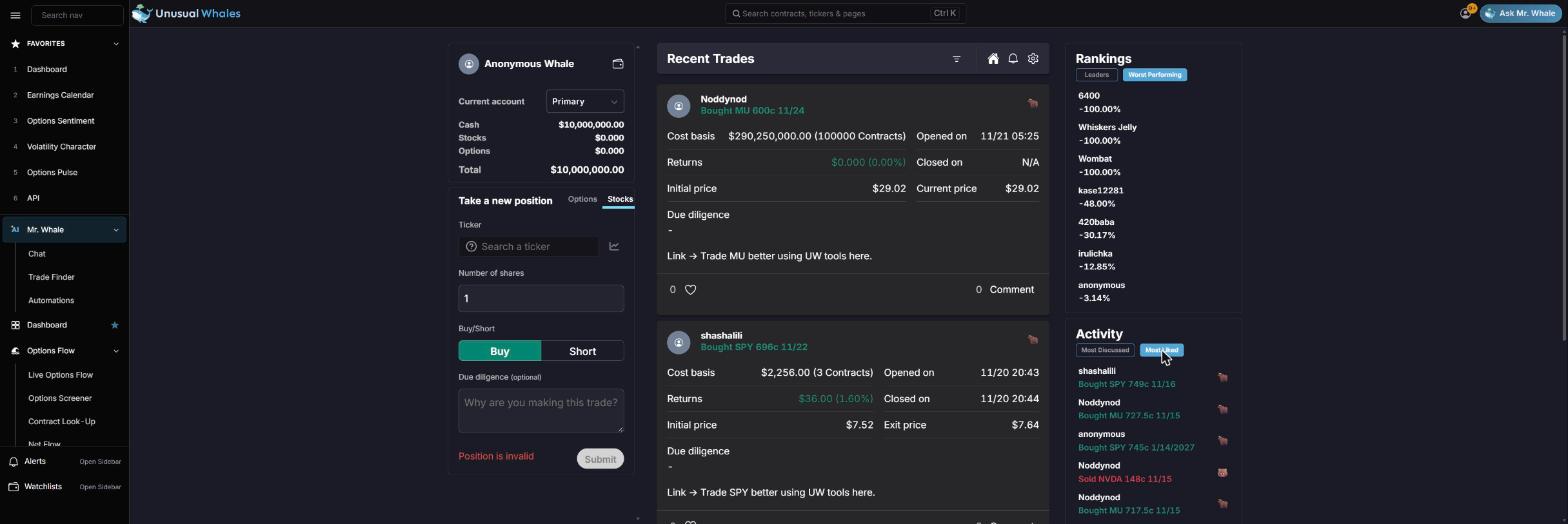 Search nav
Unusual Whales
Search contracts, tickers & pages
Ctrl K
9+
Ask Mr. Whale
FAVORITES
1 Dashboard
2 Earnings Calendar
3 Options Sentiment
4 Volatility Character
5 Options Pulse
6 API
AI Mr. Whale
Chat
Trade Finder
Automations
Dashboard
Options Flow
Live Options Flow
Options Screener
Contract Look-Up
Net Flow
Alerts Open Sidebar
Watchlists Open Sidebar
Anonymous Whale
Current account Primary
Cash $10,000,000.00
Stocks $0.000
Options $0.000
Total $10,000,000.00
Take a new position Options Stocks
Ticker
Search a ticker
Number of shares
1
Buy/Short
Buy Short
Due diligence (optional)
Why are you making this trade?
Position is invalid Submit
Recent Trades
Noddynod
Bought MU 600c 11/24
Cost basis $290,250,000.00 (100000 Contracts) Opened on 11/21 05:25
Returns $0.000 (0.00%) Closed on N/A
Initial price $29.02 Current price $29.02
Due diligence
-
Link → Trade MU better using UW tools here.
0 0 Comment
shashalili
Bought SPY 696c 11/22
Cost basis $2,256.00 (3 Contracts) Opened on 11/20 20:43
Returns $36.00 (1.60%) Closed on 11/20 20:44
Initial price $7.52 Exit price $7.64
Due diligence
-
Link → Trade SPY better using UW tools here.
Rankings
Leaders Worst Performing
6400
-100.00%
Whiskers Jelly
-100.00%
Wombat
-100.00%
kase12281
-48.00%
420baba
-30.17%
irulichka
-12.85%
anonymous
-3.14%
Activity
Most Discussed Most Liked
shashalili
Bought SPY 749c 11/16
Noddynod
Bought MU 727.5c 11/15
anonymous
Bought SPY 745c 1/14/2027
Noddynod
Sold NVDA 148c 11/15
Noddynod
Bought MU 717.5c 11/15